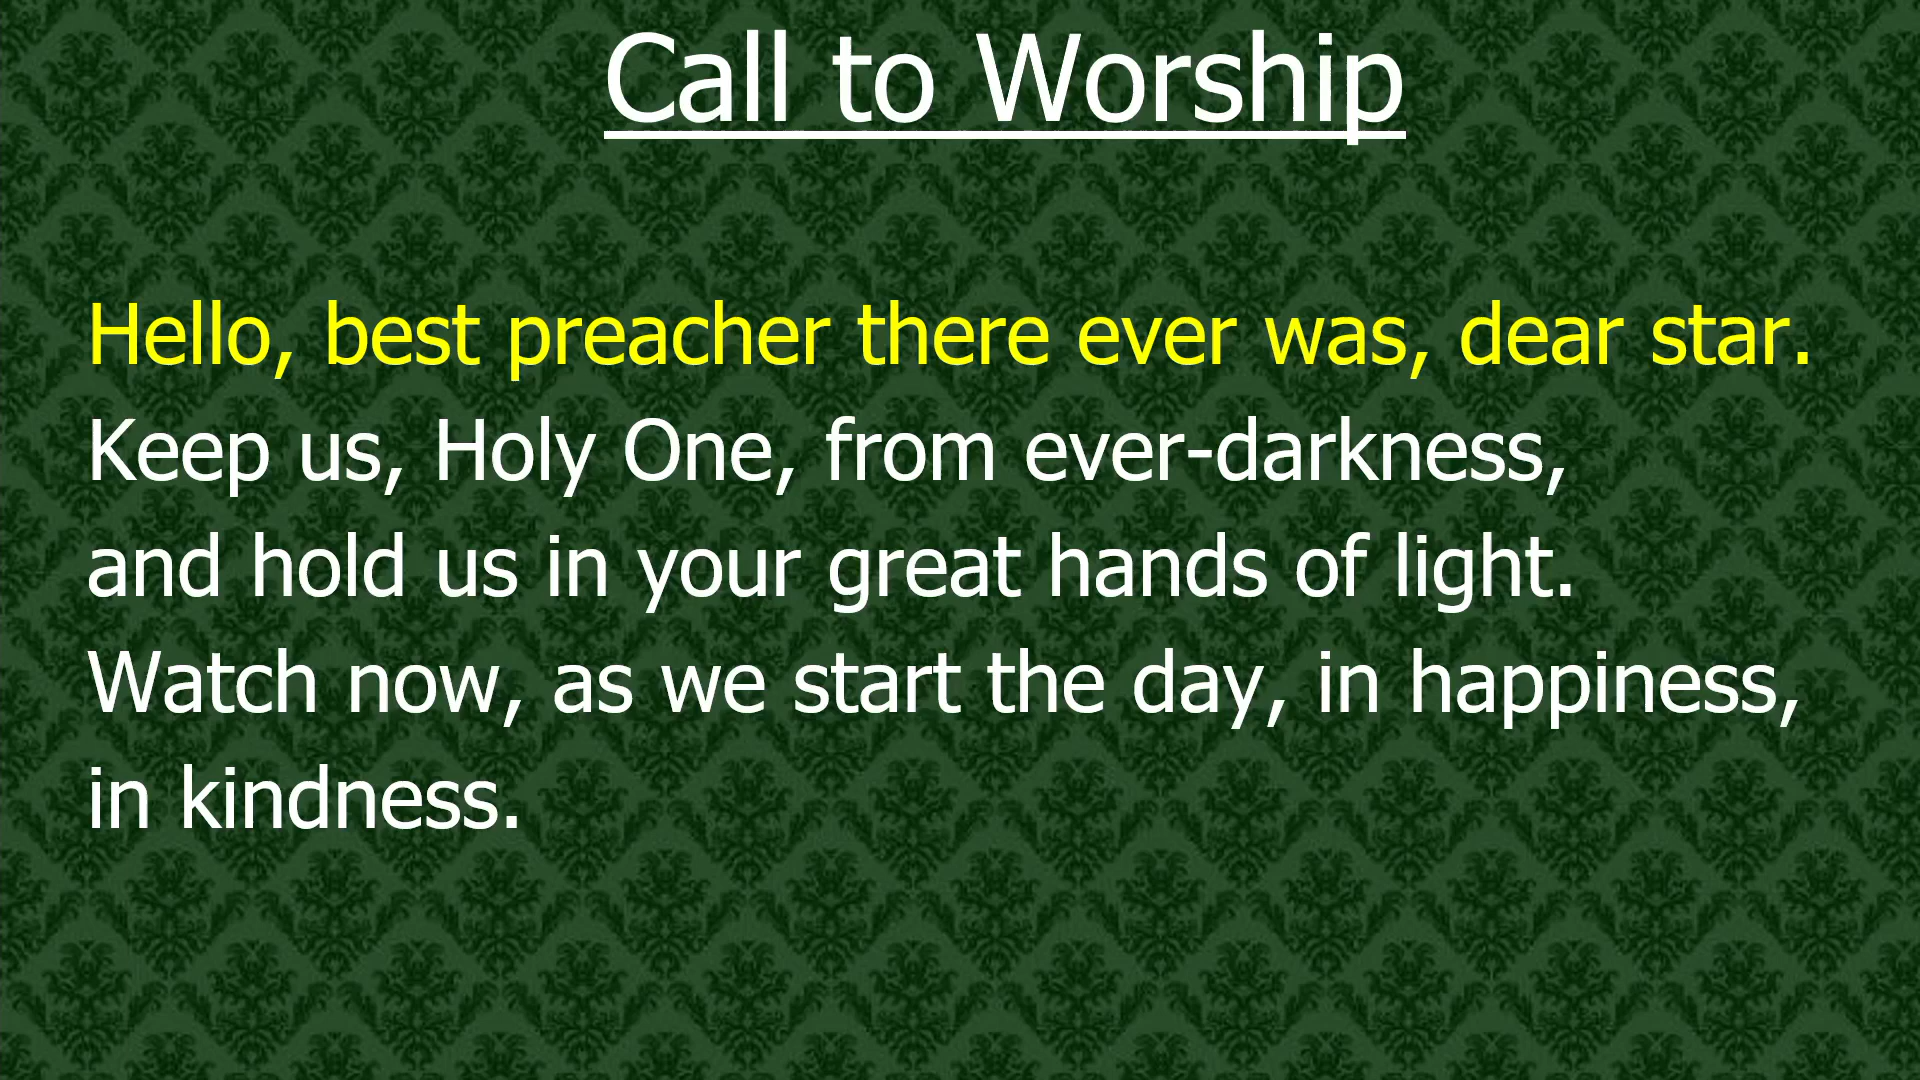 Call to Worship
Hello, best preacher there ever was, dear star.
Keep us, Holy One, from ever-darkness,
and hold us in your great hands of light.
Watch now, as we start the day, in happiness,
in kindness.